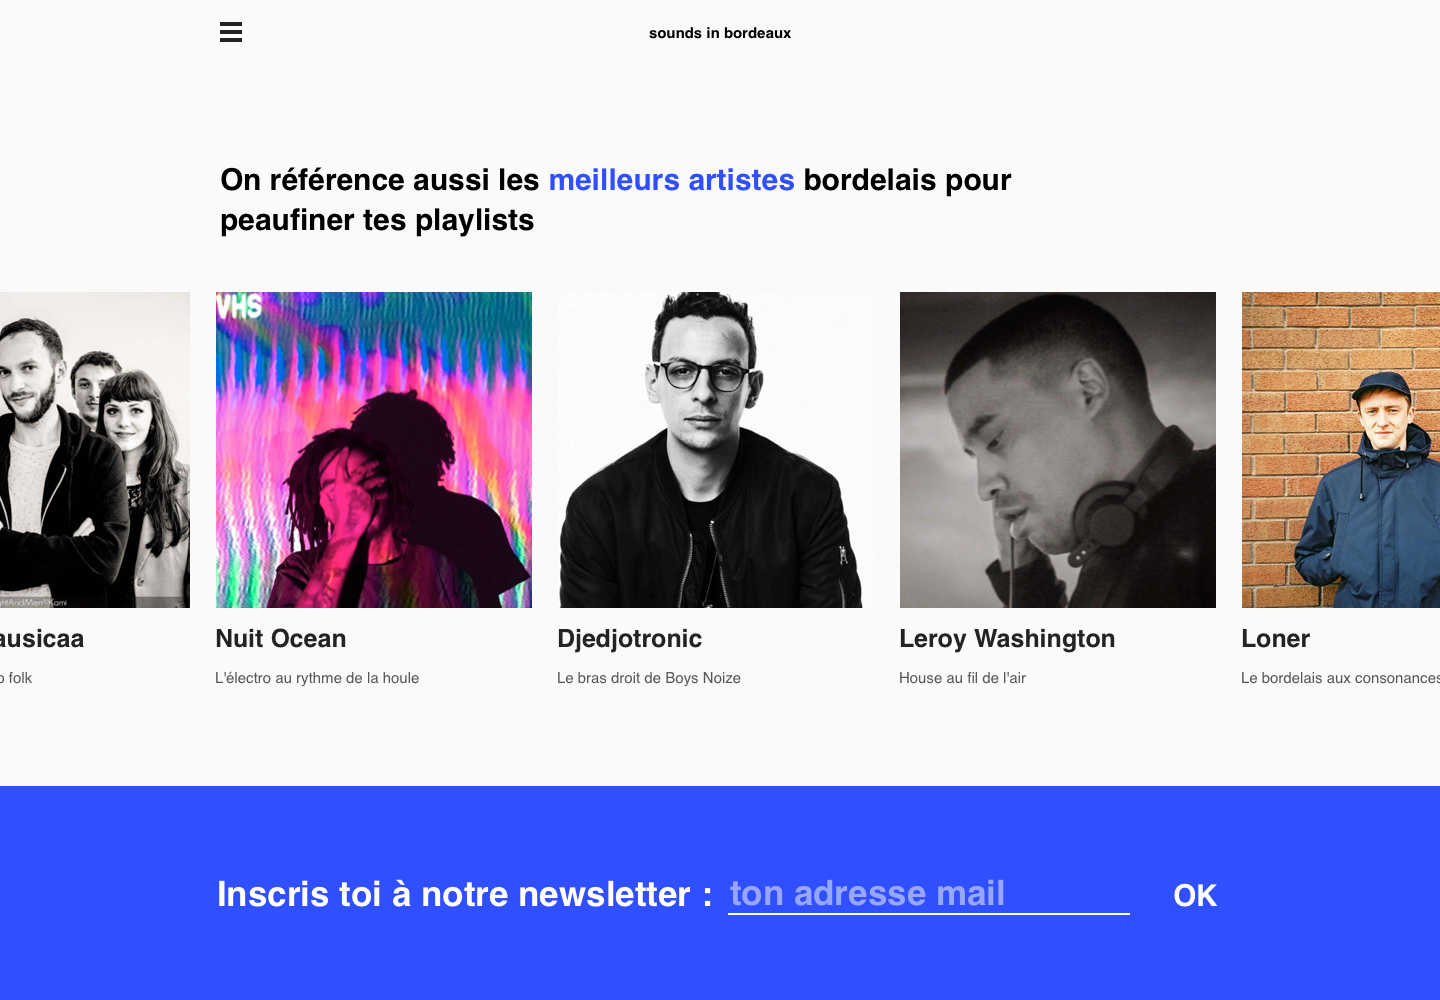 sounds in bordeaux
On référence aussi les meilleurs artistes bordelais pour
peaufiner tes playlists
VHS
ausicaa
folk
Nuit Ocean
L'électro au rythme de la houle
Djedjotronic
Le bras droit de Boys Noize
Leroy Washington
House au fil de l'air
Loner
Le bordelais aux consonances
Inscris toi à notre newsletter : ton adresse mail OK